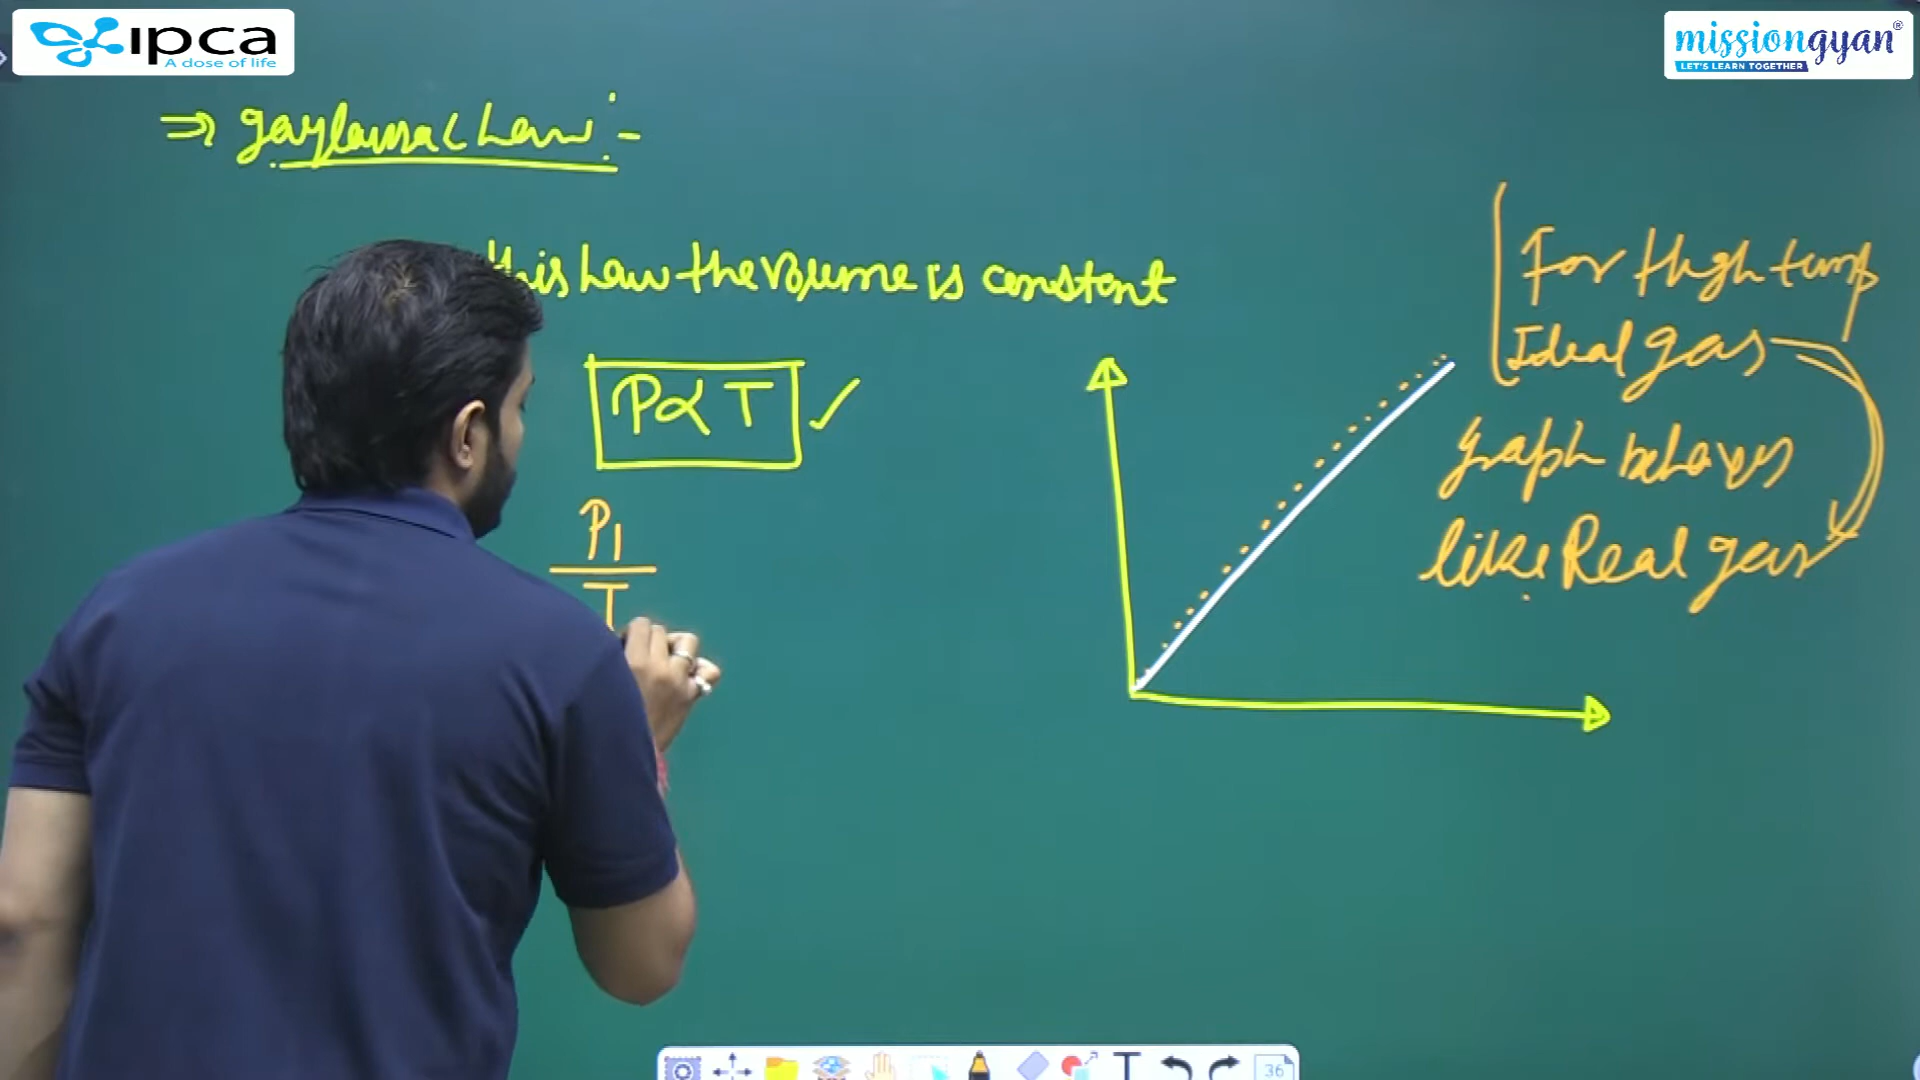 ipca
A dose of life
missiongyan®
LET'S LEARN TOGETHER
⇒ gaylussac Law :-
this Law the volume is constant
P∝ T ✓
P1
T
For High temp
Ideal gas
graph behaves
like Real gas
T
36